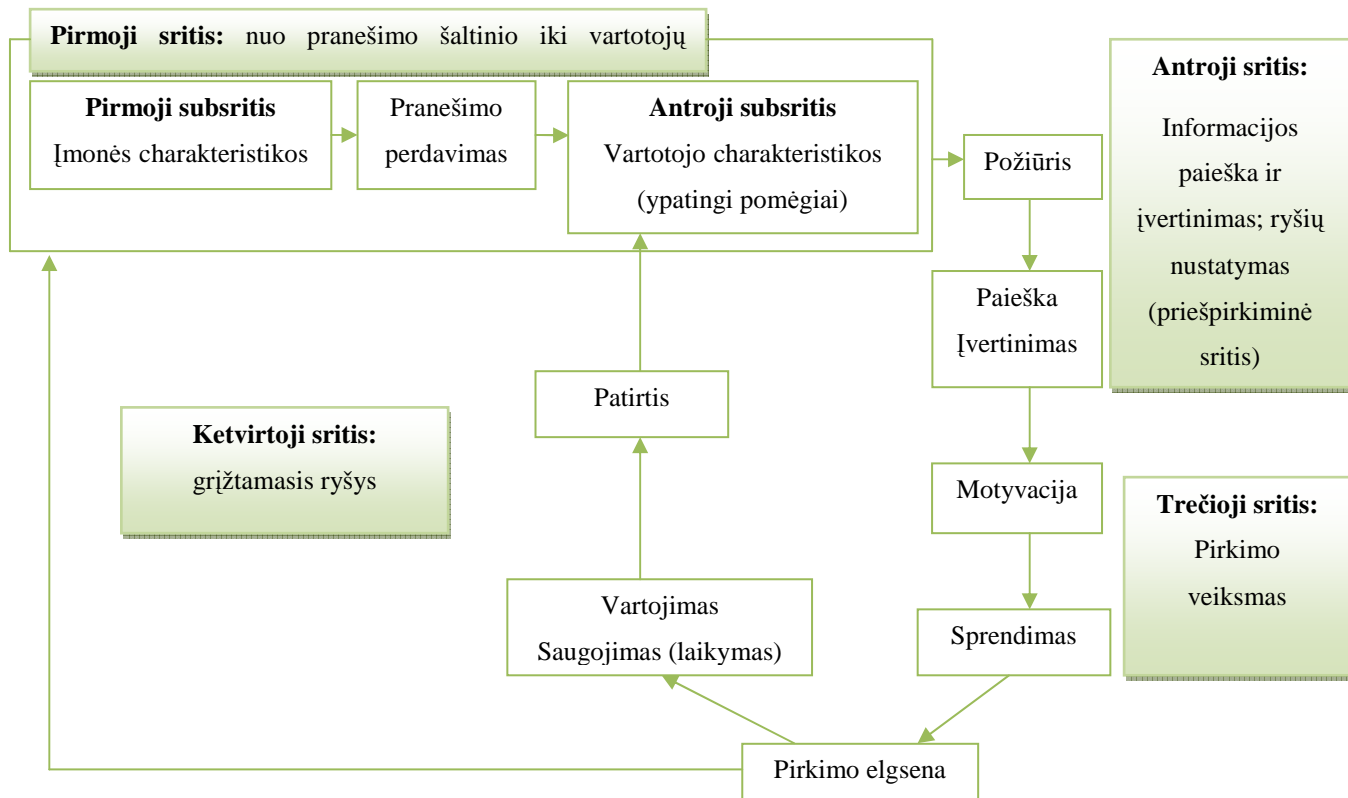 Pirmoji sritis: nuo pranešimo šaltinio iki vartotojų
Pirmoji subsritis
Įmonės charakteristikos
Pranešimo
perdavimas
Antroji subsritis
Vartotojo charakteristikos
(ypatingi pomėgiai)
Požiūris
Antroji sritis:
Informacijos
paieška ir
įvertinimas; ryšių
nustatymas
(priešpirkiminė
sritis)
Paieška
Įvertinimas
Patirtis
Ketvirtoji sritis:
grįžtamasis ryšys
Motyvacija
Trečioji sritis:
Pirkimo
veiksmas
Vartojimas
Saugojimas (laikymas)
Sprendimas
Pirkimo elgsena